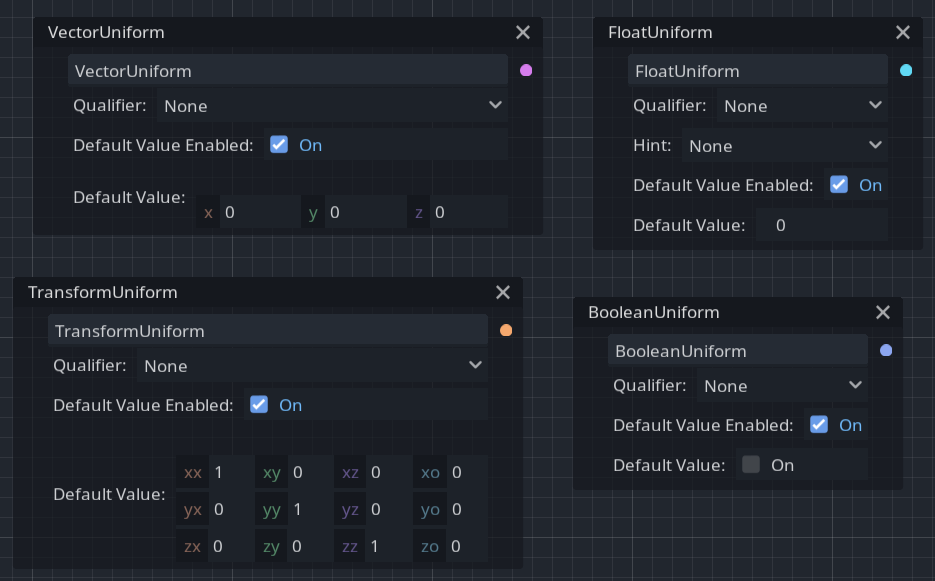 VectorUniform
VectorUniform
Qualifier: None
Default Value Enabled: On
Default Value: x 0 y 0 z 0
FloatUniform
FloatUniform
Qualifier: None
Hint: None
Default Value Enabled: On
Default Value: 0
TransformUniform
TransformUniform
Qualifier: None
Default Value Enabled: On
Default Value:
xx 1 xy 0 xz 0 xo 0
yx 0 yy 1 yz 0 yo 0
zx 0 zy 0 zz 1 zo 0
BooleanUniform
BooleanUniform
Qualifier: None
Default Value Enabled: On
Default Value: On